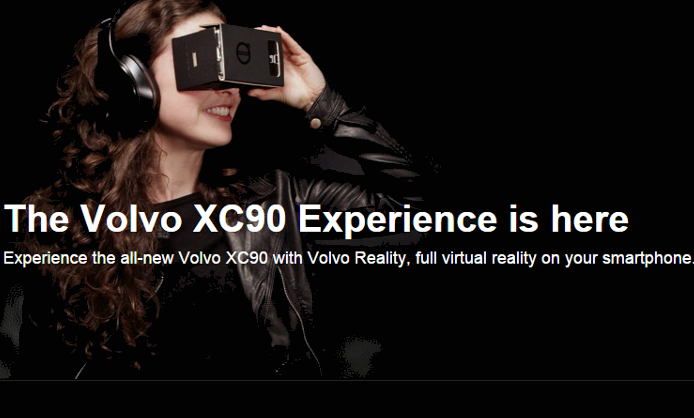 The Volvo XC90 Experience is here
Experience the all-new Volvo XC90 with Volvo Reality, full virtual reality on your smartphone.